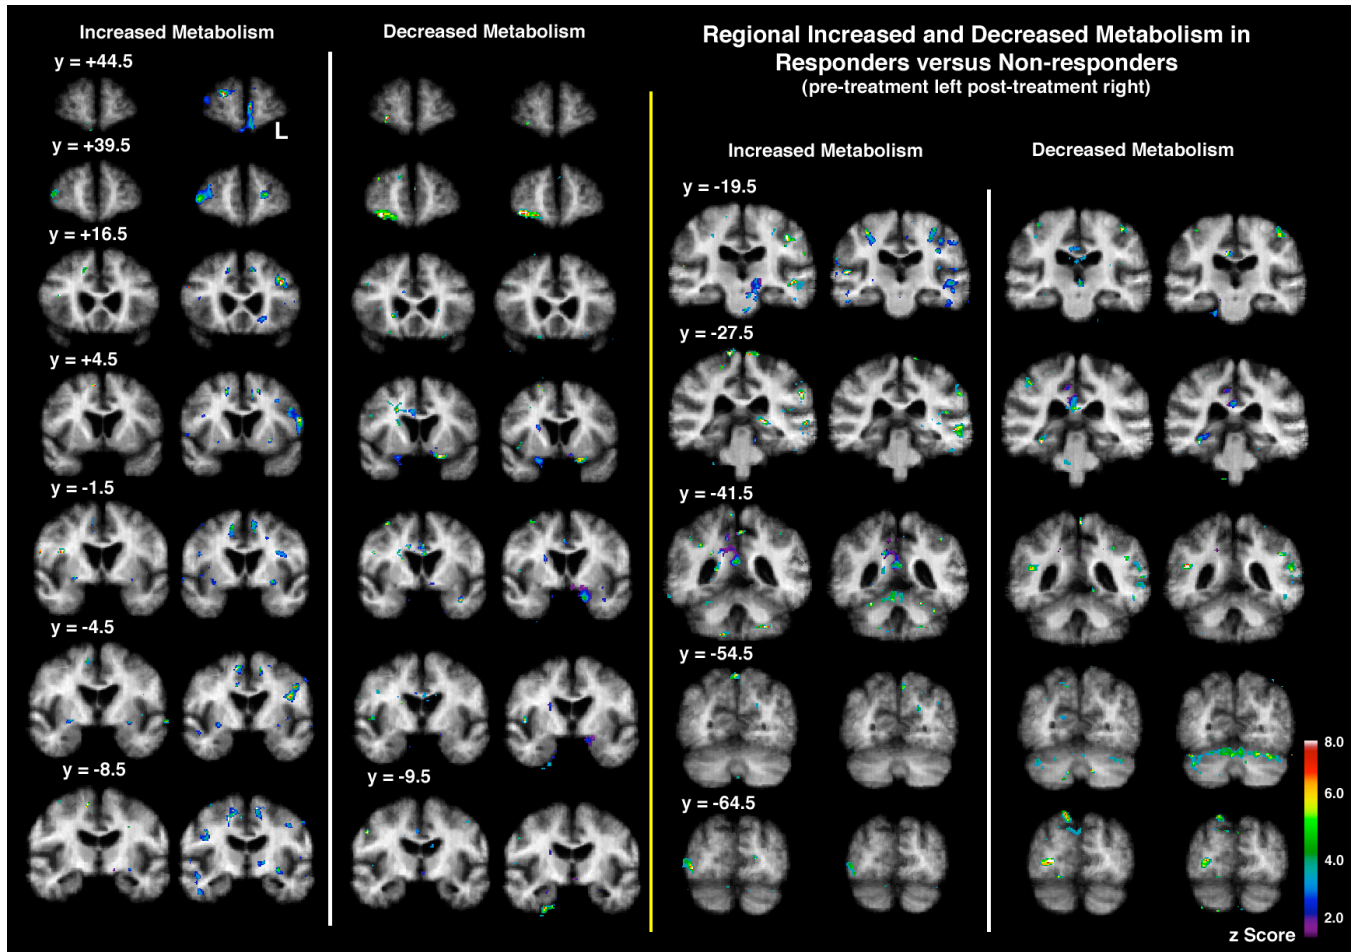 Increased Metabolism
Decreased Metabolism
y = +44.5
L
y = +39.5
y = +16.5
y = +4.5
y = -1.5
y = -4.5
y = -8.5
y = -9.5
Regional Increased and Decreased Metabolism in
Responders versus Non-responders
(pre-treatment left post-treatment right)
Increased Metabolism
Decreased Metabolism
y = -19.5
y = -27.5
y = -41.5
y = -54.5
y = -64.5
8.0
6.0
4.0
2.0
z Score